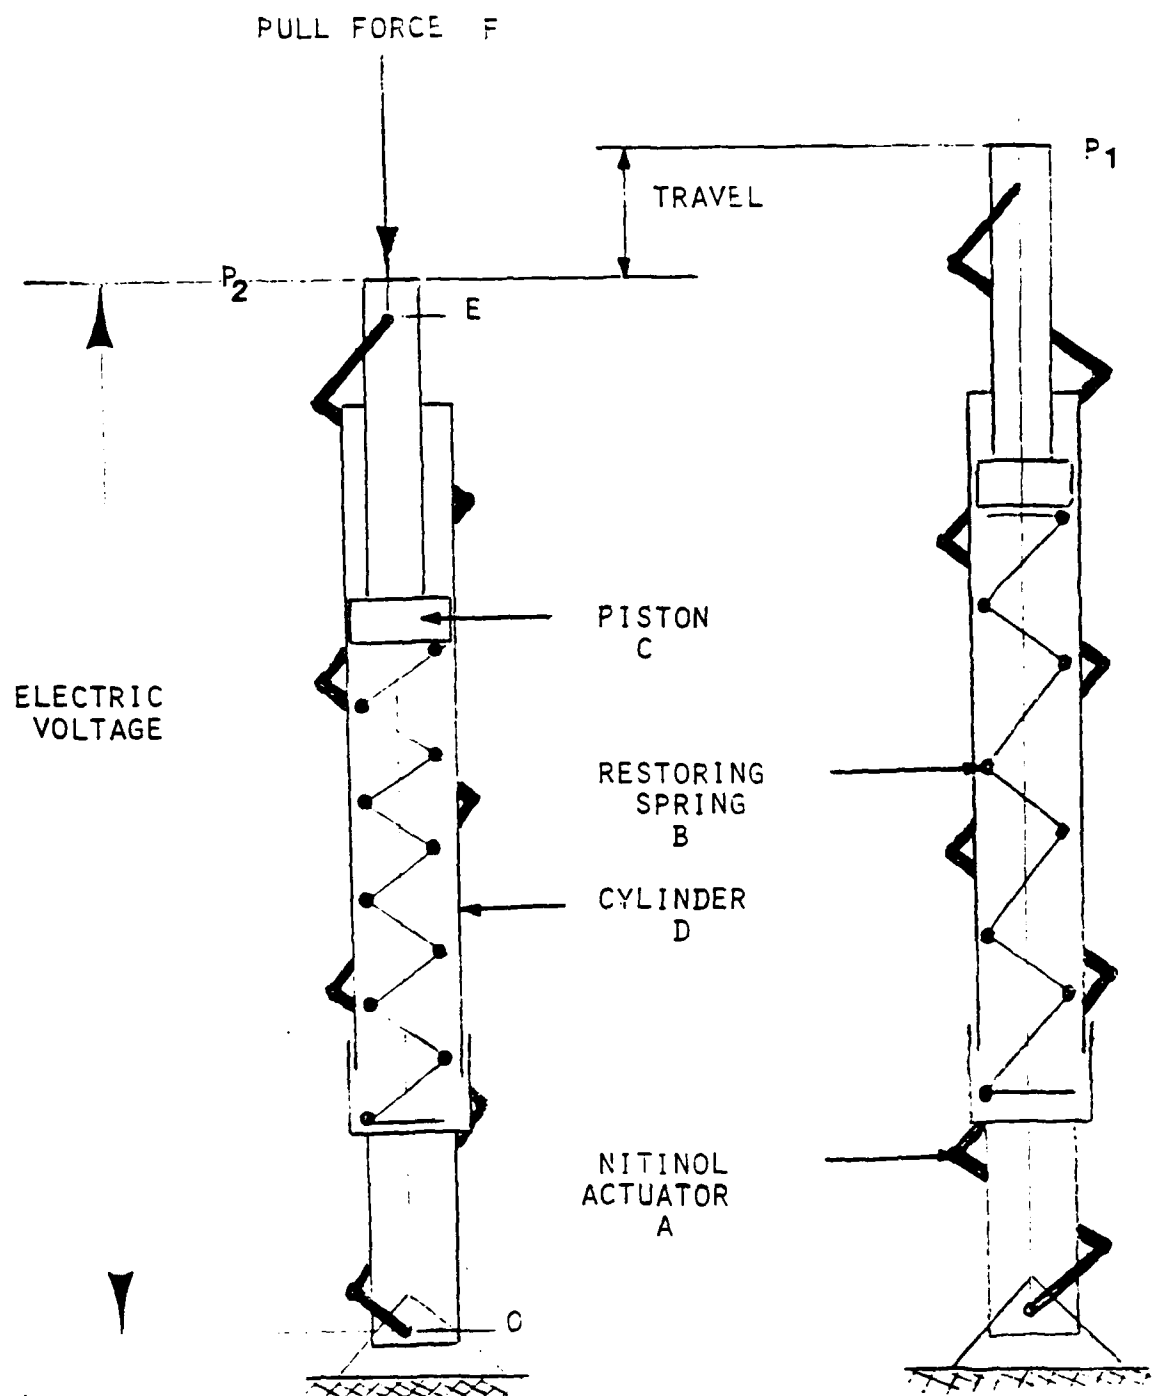 PULL FORCE F
P1
TRAVEL
P2
E
PISTON
C
ELECTRIC
VOLTAGE
RESTORING
SPRING
B
CYLINDER
D
NITINOL
ACTUATOR
A
O